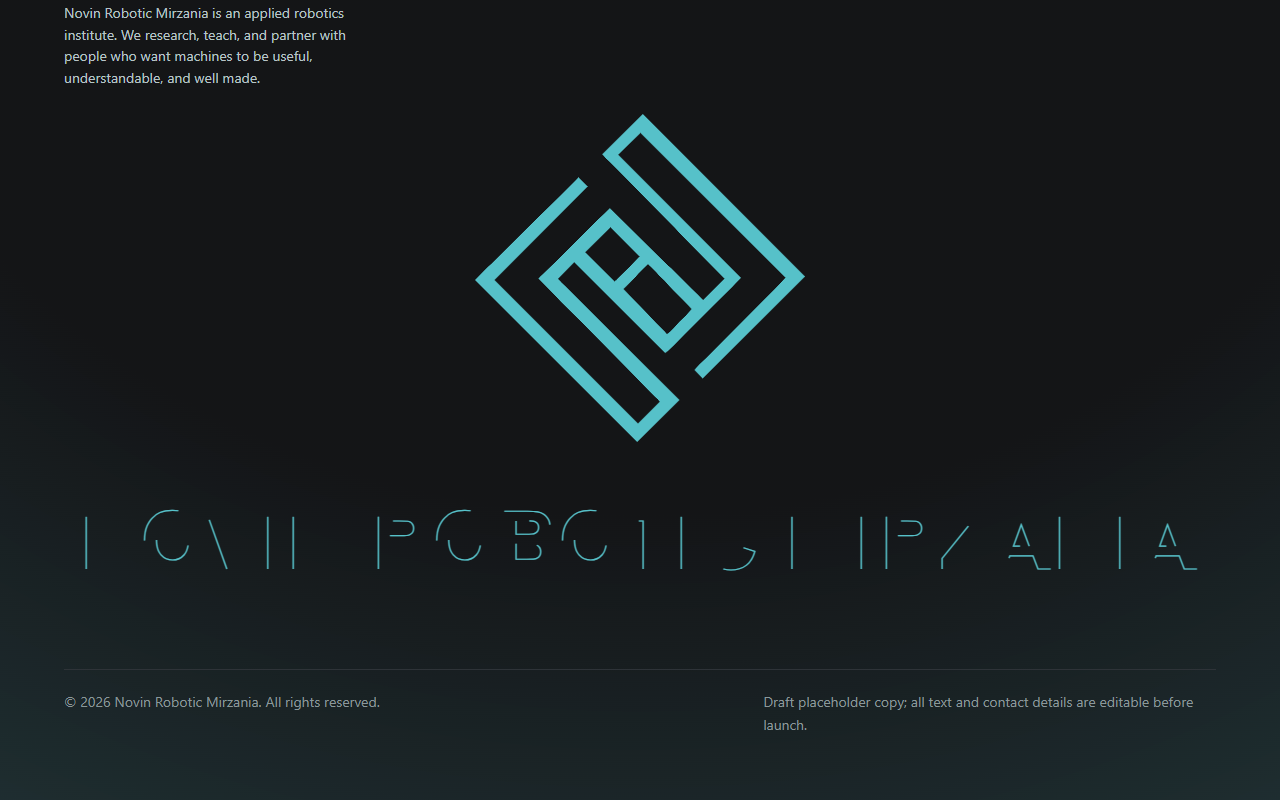 Novin Robotic Mirzania is an applied robotics
institute. We research, teach, and partner with
people who want machines to be useful,
understandable, and well made.
© 2026 Novin Robotic Mirzania. All rights reserved.
Draft placeholder copy; all text and contact details are editable before
launch.